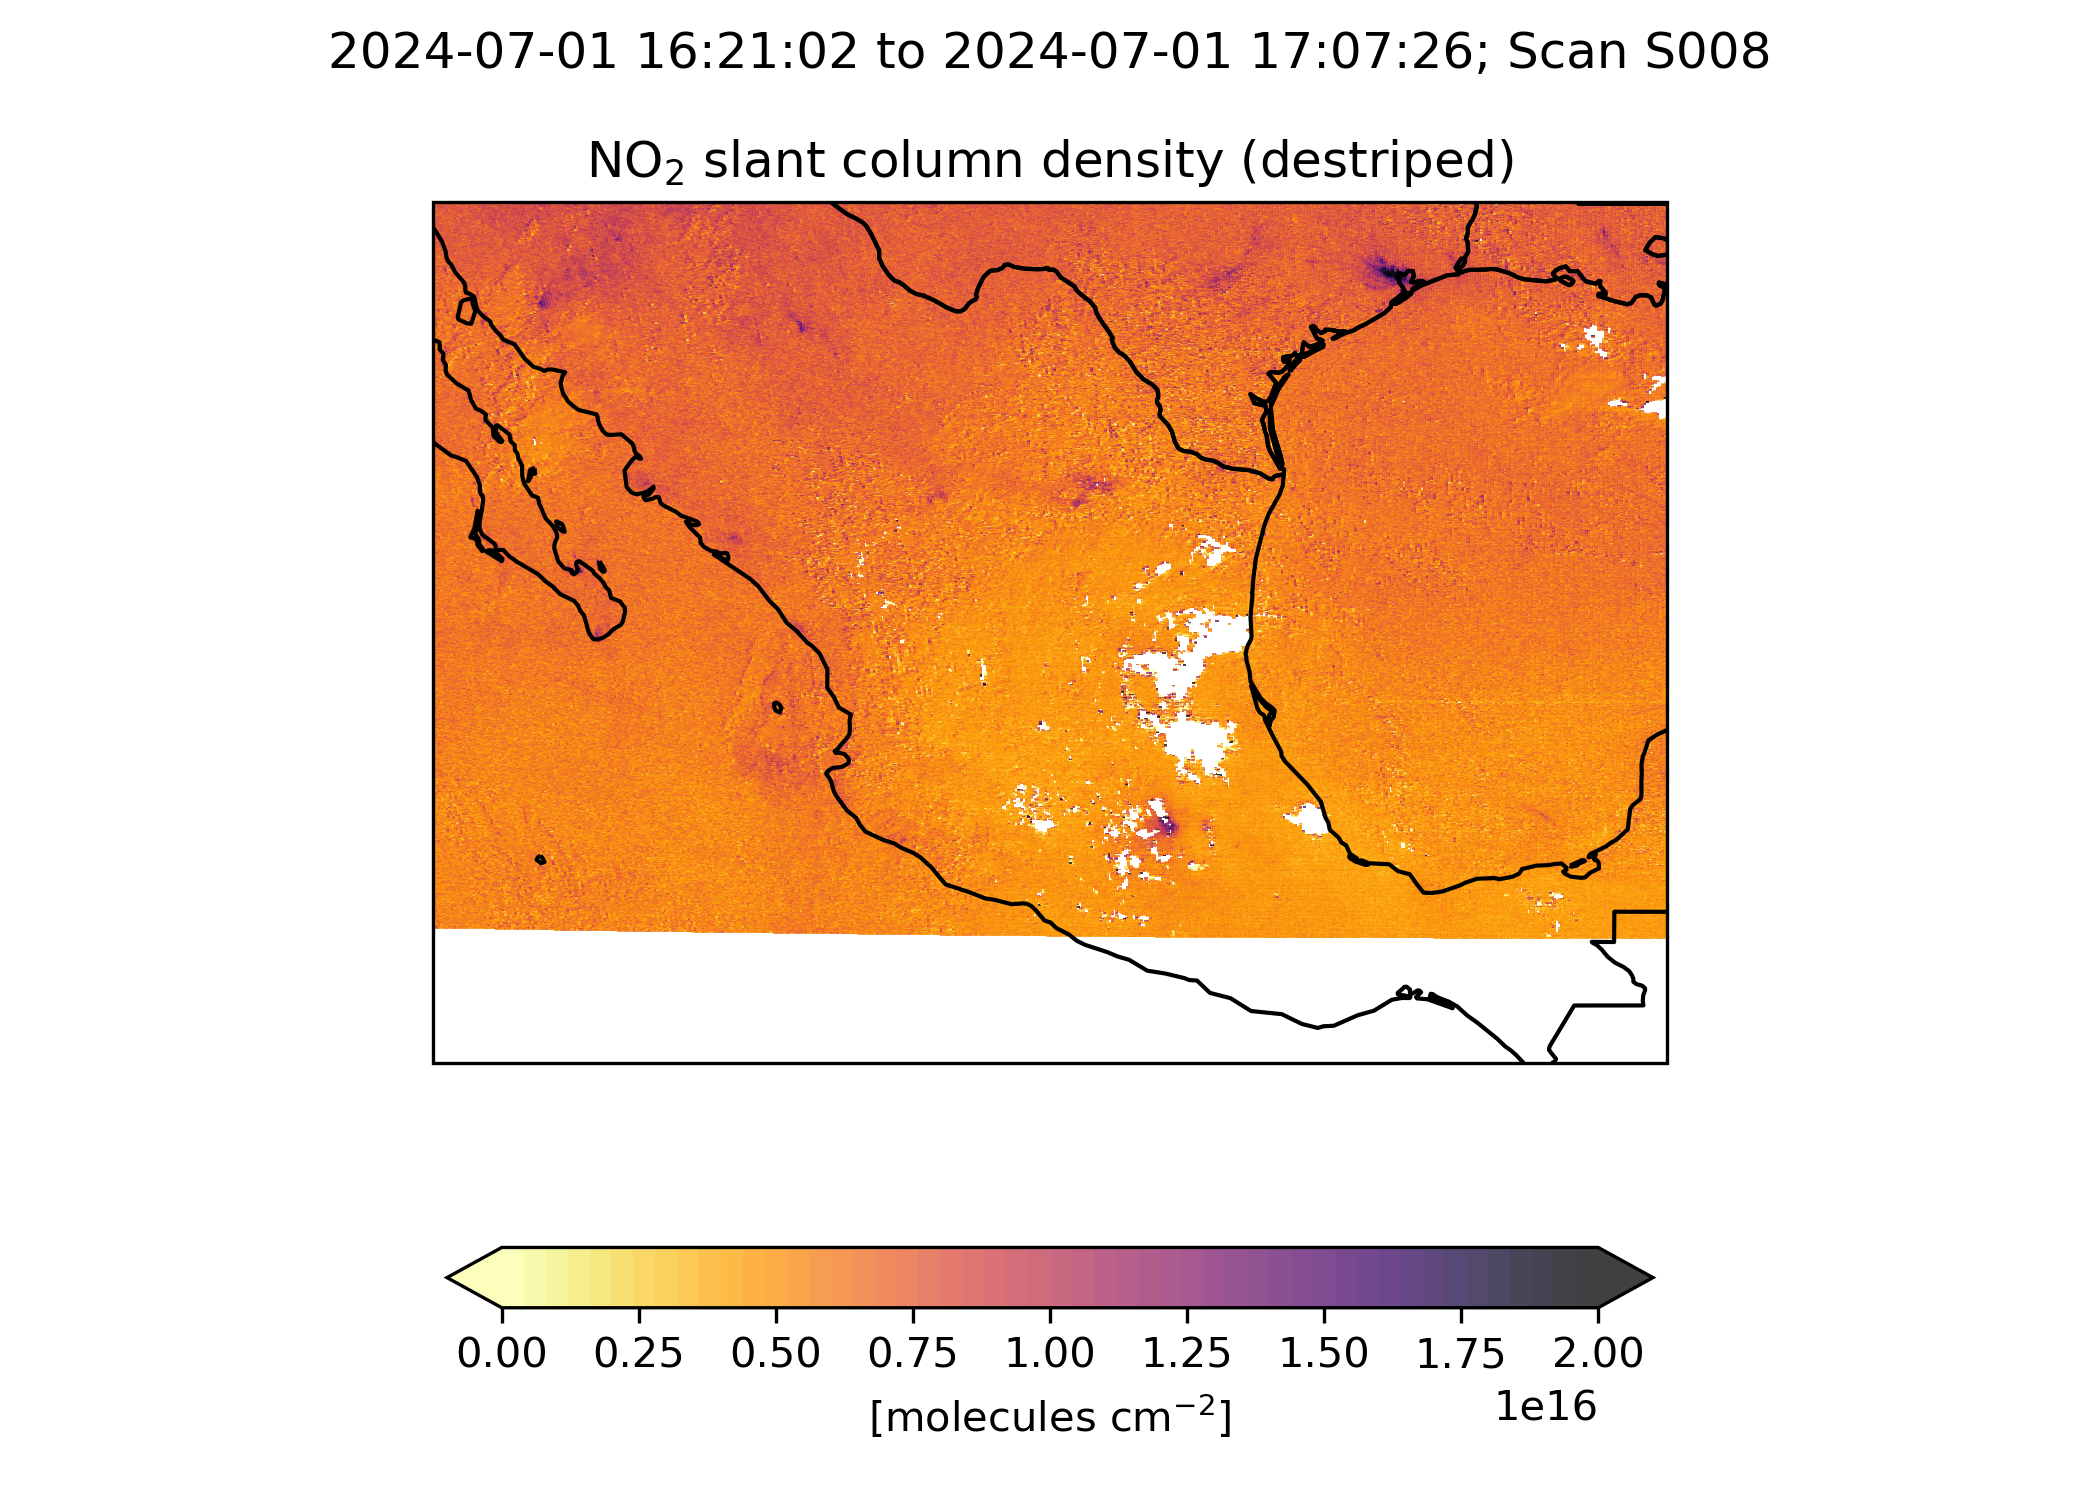 2024-07-01 16:21:02 to 2024-07-01 17:07:26; Scan S008
NO₂ slant column density (destriped)
0.00 0.25 0.50 0.75 1.00 1.25 1.50 1.75 2.00
1e16
[molecules cm⁻²]